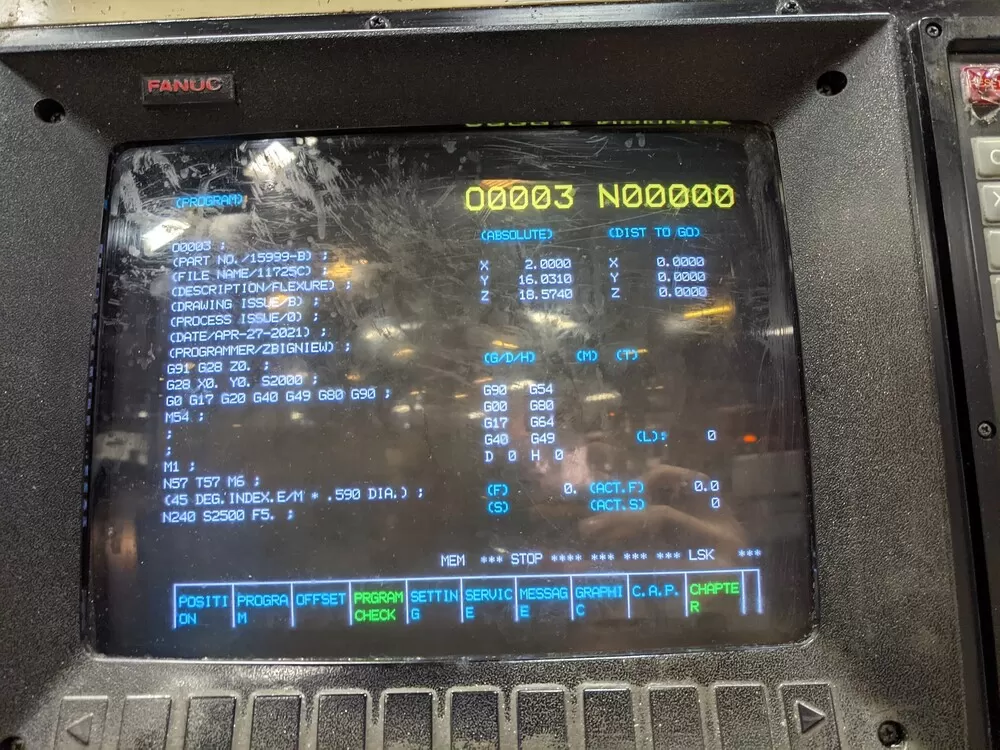 FANUC
(PROGRAM)
O0003 N00000
O0003 ;
(PART NO./15999-B) ;
(FILE NAME/11725C) ;
(DESCRIPTION/FLEXURE) ;
(DRAWING ISSUE/B) ;
(PROCESS ISSUE/0) ;
(DATE/APR-27-2021) ;
(PROGRAMMER/ZBIGNIEW) ;
G91 G28 Z0. ;
G28 X0. Y0. S2000 ;
G0 G17 G20 G40 G49 G80 G90 ;
M54 ;
;
;
M1 ;
N57 T57 M6 ;
(45 DEG.INDEX.E/M * .590 DIA.) ;
N240 S2500 F5. ;
(ABSOLUTE) (DIST TO GO)
X 2.0000 X 0.0000
Y 16.0310 Y 0.0000
Z 18.5740 Z 0.0000
(G/D/H) (M) (T)
G90 G54
G00 G80
G17 G64
G40 G49 (L): 0
D 0 H 0
(F) 0. (ACT.F) 0.0
(S) (ACT.S) 0
MEM *** STOP **** *** *** *** LSK ***
POSITI PROGRA OFFSET PRGRAM SETTIN SERVIC MESSAG GRAPHI C.A.P. CHAPTE
ON M CHECK G E E C R